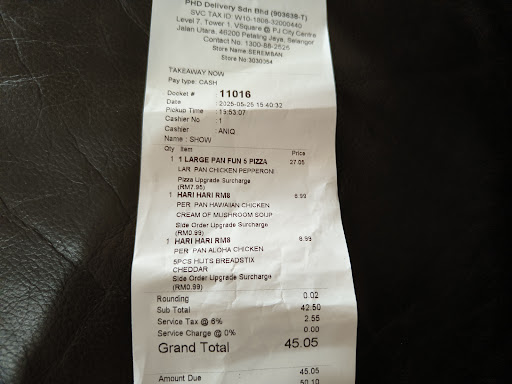 PHD Delivery Sdn Bhd (903638-T)
SVC TAX ID: W10-1808-32000440
Level 7, Tower 1, VSquare @ PJ City Centre
Jalan Utara, 46200 Petaling Jaya, Selangor
Contact No. 1300-88-2525
Store Name SEREMBAN
Store No:3030354
TAKEAWAY NOW
Pay type: CASH
Docket # : 11016
Date : 2025-05-25 15:40:32
Pickup Time : 15:53:07
Cashier No : 1
Cashier : ANIQ
Name : SHOW
Qty Item Price
1 1 LARGE PAN FUN 5 PIZZA 27.05
LAR PAN CHICKEN PEPPERONI
Pizza Upgrade Surcharge
(RM7.95)
1 HARI HARI RM8 8.99
PER PAN HAWAIIAN CHICKEN
CREAM OF MUSHROOM SOUP
Side Order Upgrade Surcharge
(RM0.99)
1 HARI HARI RM8
PER PAN ALOHA CHICKEN
5PCS HUTS BREADSTIX
CHEDDAR
Side Order Upgrade Surcharge
(RM0.99)
Rounding 0.02
Sub Total 42.50
Service Tax @ 6% 2.55
Service Charge @ 0% 0.00
Grand Total 45.05
Amount Due 45.05
50.10